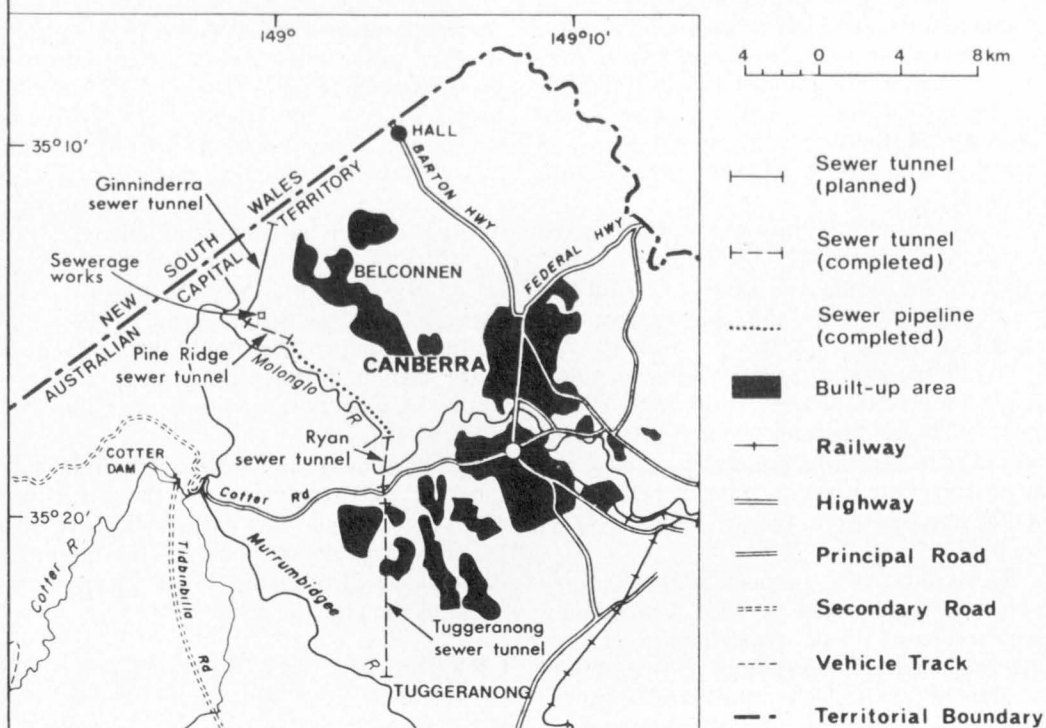 149°
149°10'
4 0 4 8 km
35°10'
HALL
BARTON HWY
Ginninderra
sewer tunnel
NEW SOUTH WALES
AUSTRALIAN CAPITAL TERRITORY
FEDERAL HWY
Sewerage
works
BELCONNEN
CANBERRA
Pine Ridge
sewer tunnel
Molonglo R
Ryan
sewer tunnel
COTTER
DAM
Cotter Rd
35°20'
Cotter R.
Tidbinbilla Rd
Murrumbidgee R
Tuggeranong
sewer tunnel
TUGGERANONG
Sewer tunnel
(planned)
Sewer tunnel
(completed)
Sewer pipeline
(completed)
Built-up area
Railway
Highway
Principal Road
Secondary Road
Vehicle Track
Territorial Boundary